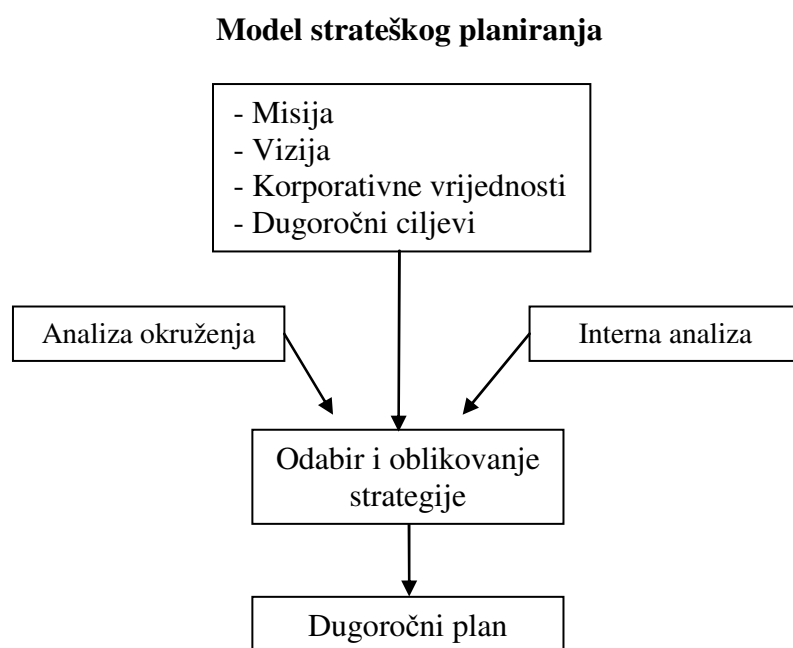 Model strateškog planiranja
- Misija
- Vizija
- Korporativne vrijednosti
- Dugoročni ciljevi
Analiza okruženja
Interna analiza
Odabir i oblikovanje
strategije
Dugoročni plan